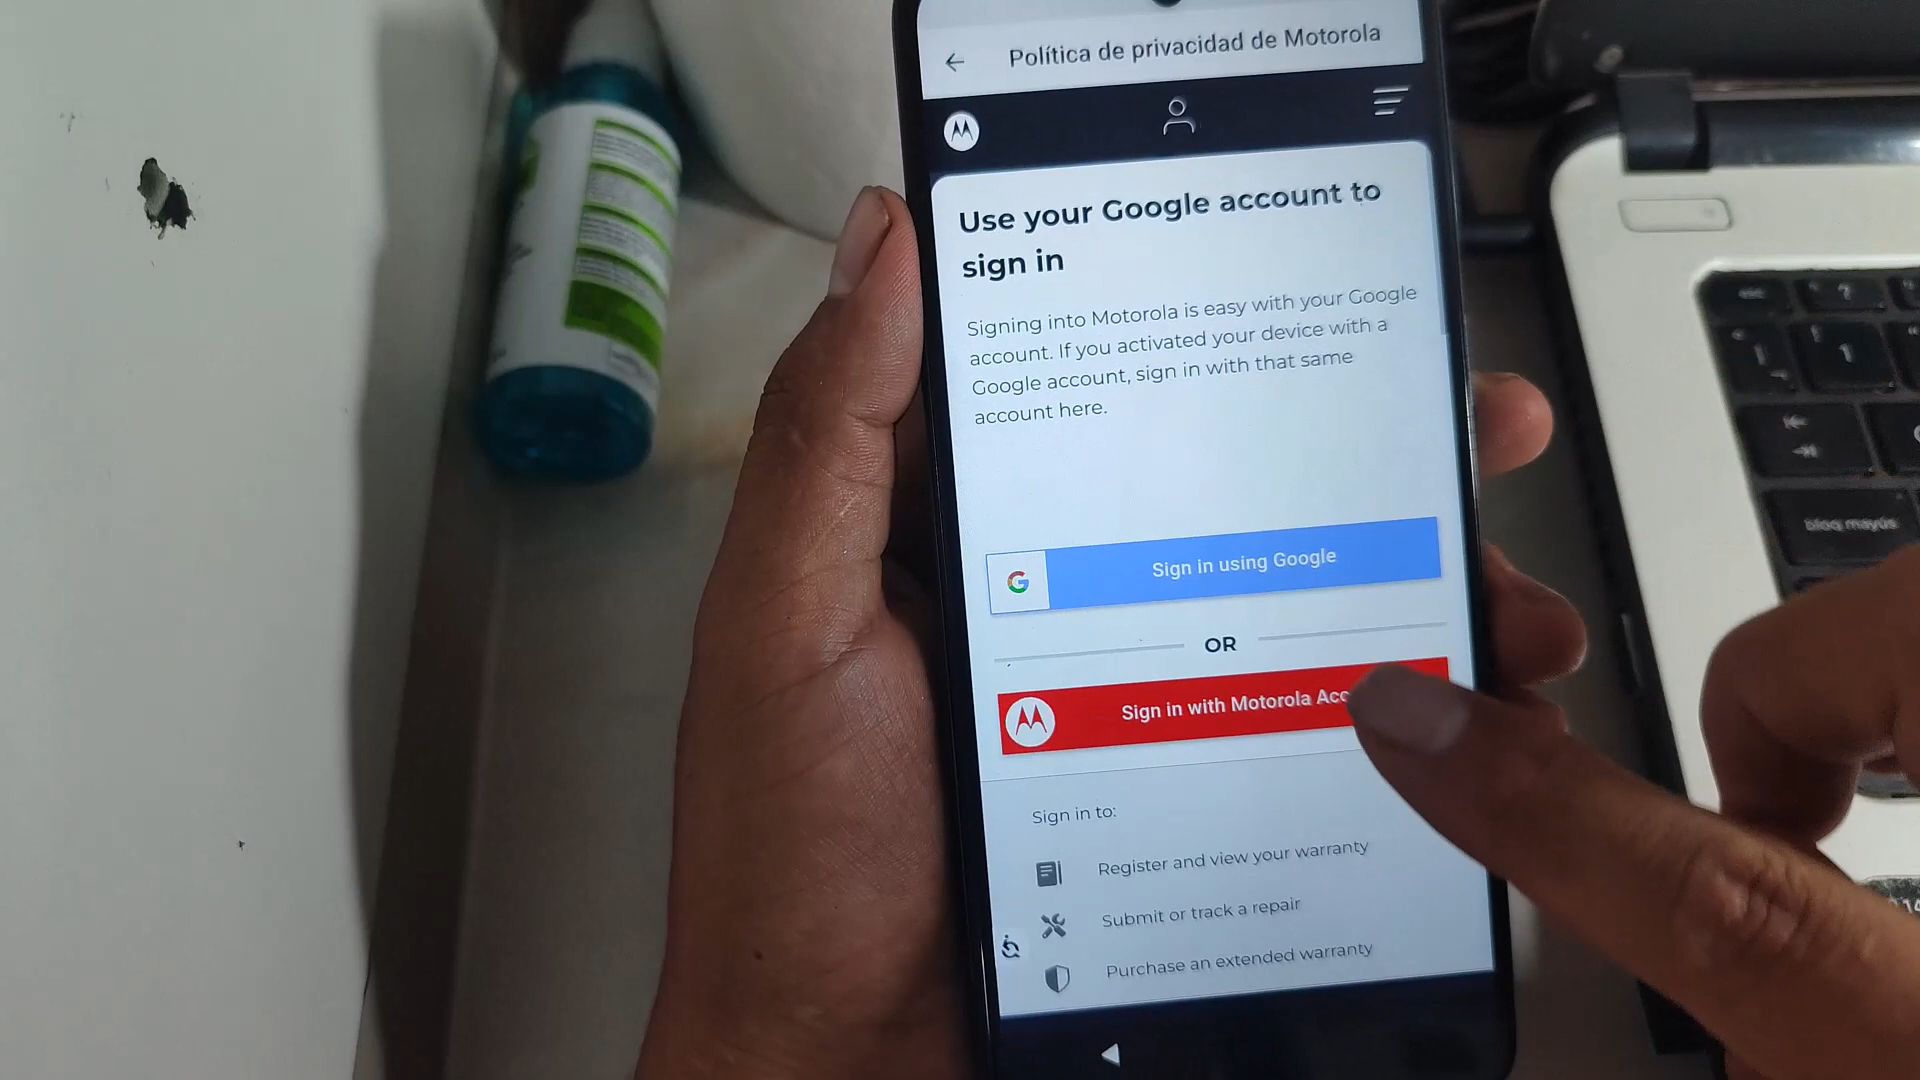 Política de privacidad de Motorola
Use your Google account to
sign in
Signing into Motorola is easy with your Google
account. If you activated your device with a
Google account, sign in with that same
account here.
G
Sign in using Google
OR
Sign in with Motorola Acc
Sign in to:
Register and view your warranty
Submit or track a repair
Purchase an extended warranty
esc
?
1
bloq mayús